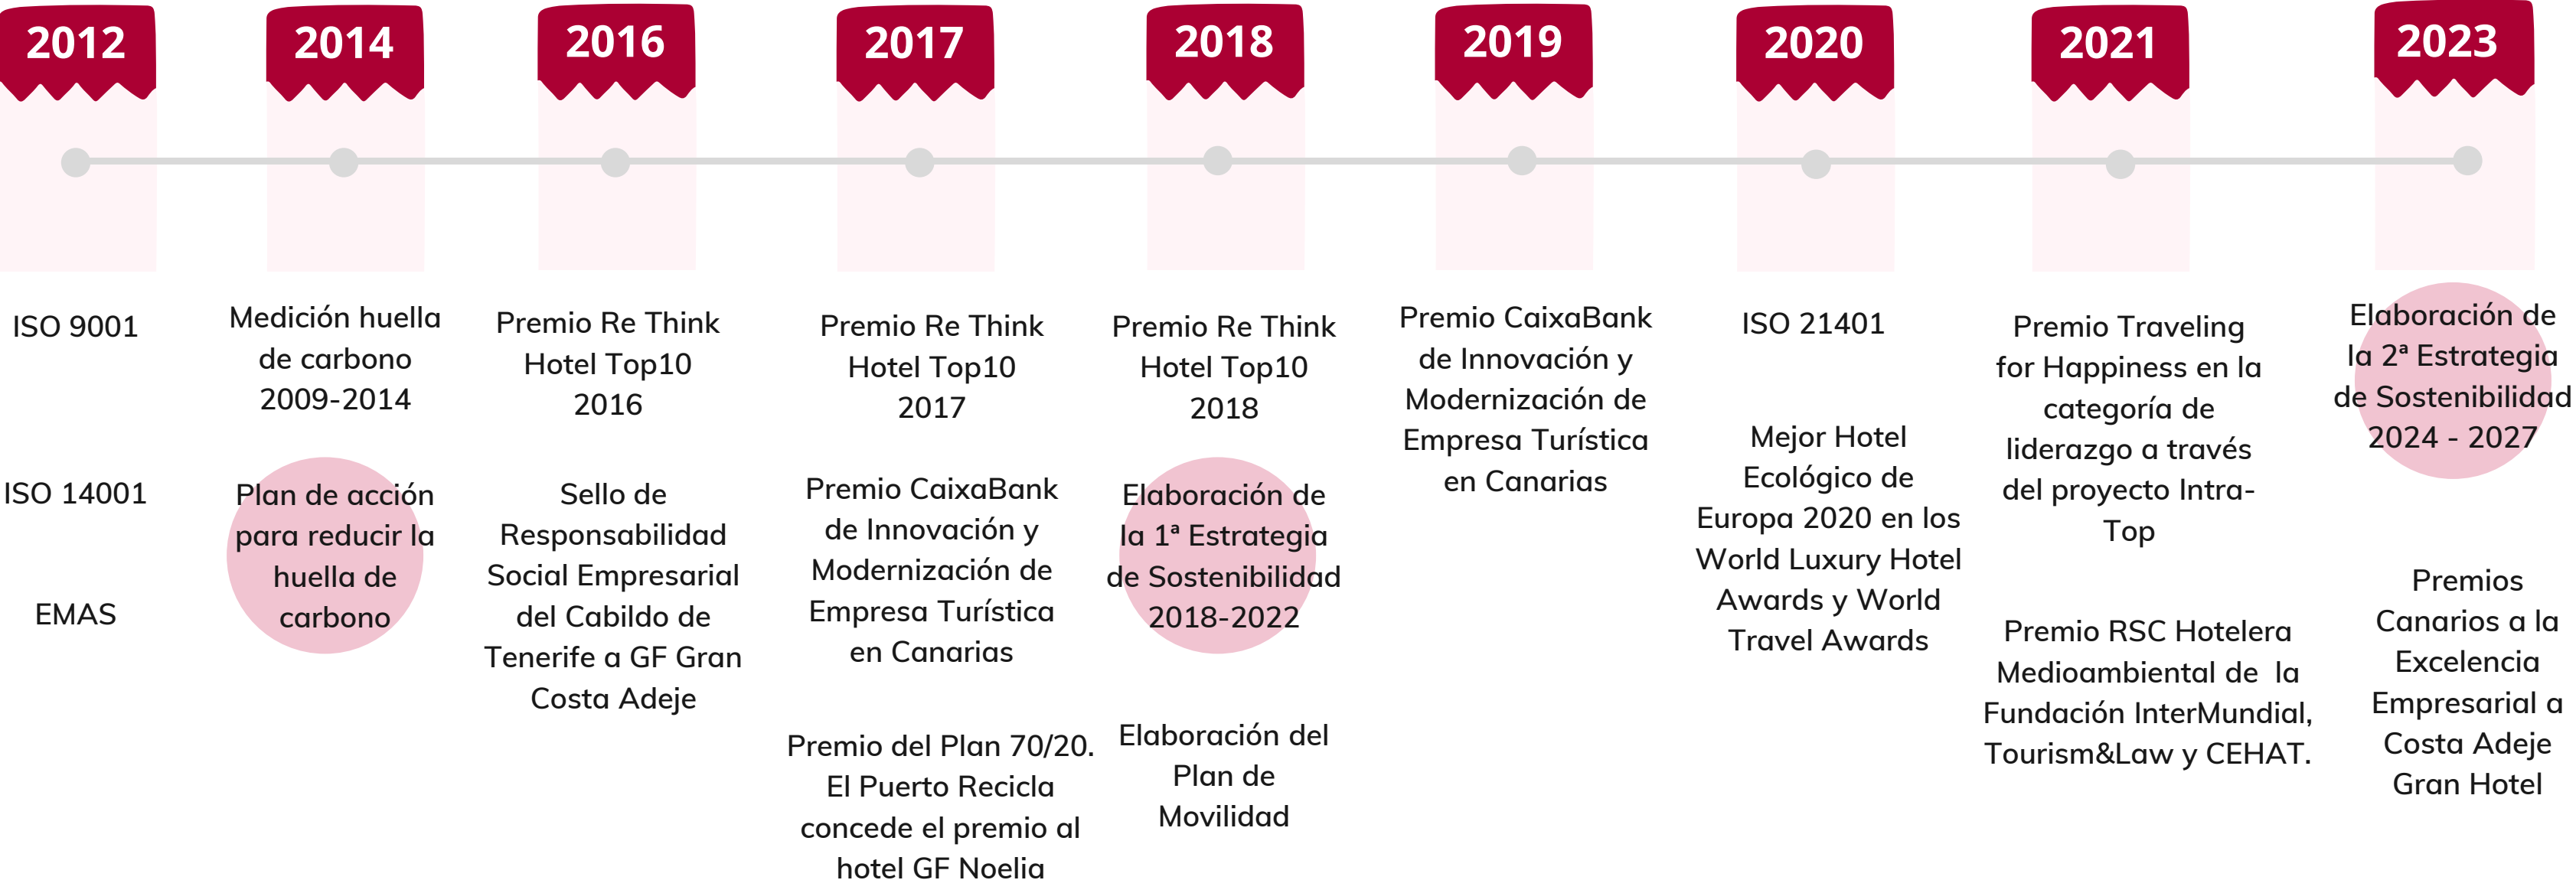 2012
2014
2016
2017
2018
2019
2020
2021
2023
ISO 9001
ISO 14001
EMAS
Medición huella
de carbono
2009-2014
Plan de acción
para reducir la
huella de
carbono
Premio Re Think
Hotel Top10
2016
Sello de
Responsabilidad
Social Empresarial
del Cabildo de
Tenerife a GF Gran
Costa Adeje
Premio Re Think
Hotel Top10
2017
Premio CaixaBank
de Innovación y
Modernización de
Empresa Turística
en Canarias
Premio del Plan 70/20.
El Puerto Recicla
concede el premio al
hotel GF Noelia
Premio Re Think
Hotel Top10
2018
Elaboración de
la 1ª Estrategia
de Sostenibilidad
2018-2022
Elaboración del
Plan de
Movilidad
Premio CaixaBank
de Innovación y
Modernización de
Empresa Turística
en Canarias
ISO 21401
Mejor Hotel
Ecológico de
Europa 2020 en los
World Luxury Hotel
Awards y World
Travel Awards
Premio Traveling
for Happiness en la
categoría de
liderazgo a través
del proyecto Intra-
Top
Premio RSC Hotelera
Medioambiental de la
Fundación InterMundial,
Tourism&Law y CEHAT.
Elaboración de
la 2ª Estrategia
de Sostenibilidad
2024 - 2027
Premios
Canarios a la
Excelencia
Empresarial a
Costa Adeje
Gran Hotel